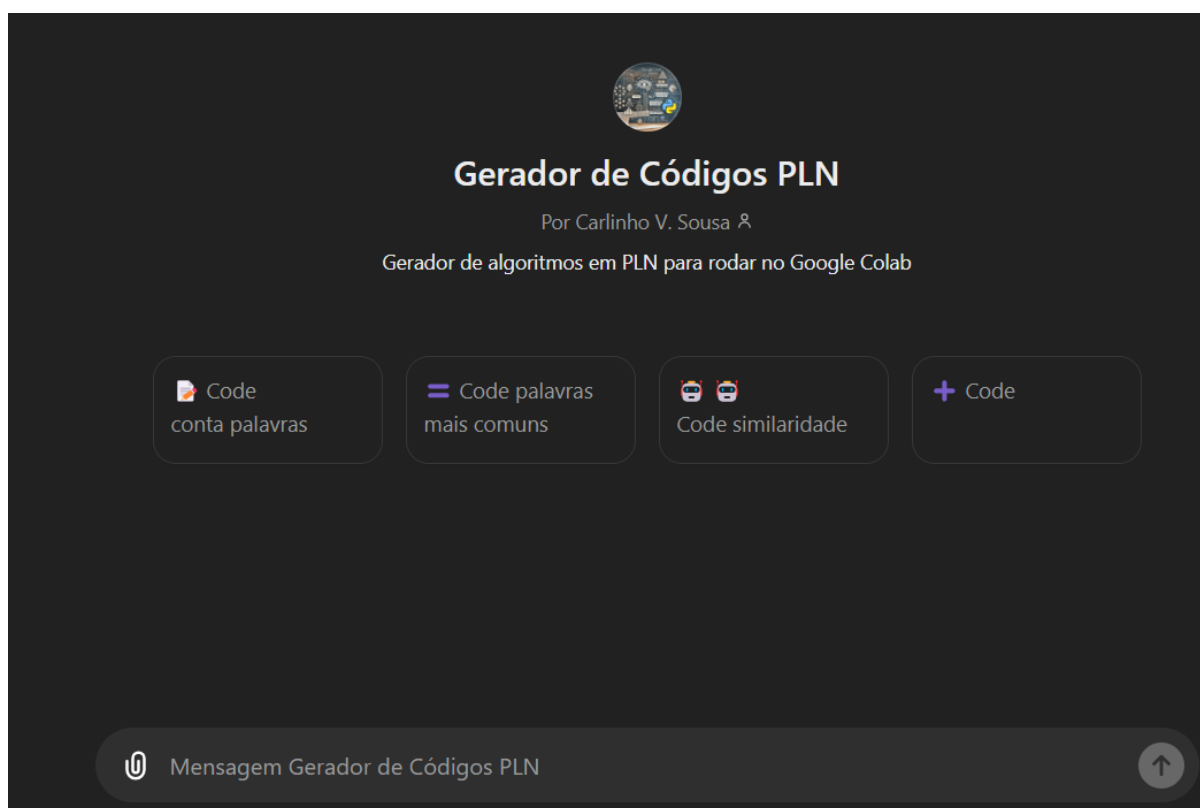 Gerador de Códigos PLN
Por Carlinho V. Sousa
Gerador de algoritmos em PLN para rodar no Google Colab
📝 Code
conta palavras
🟰 Code palavras
mais comuns
🤖 🤖
Code similaridade
➕ Code
Mensagem Gerador de Códigos PLN